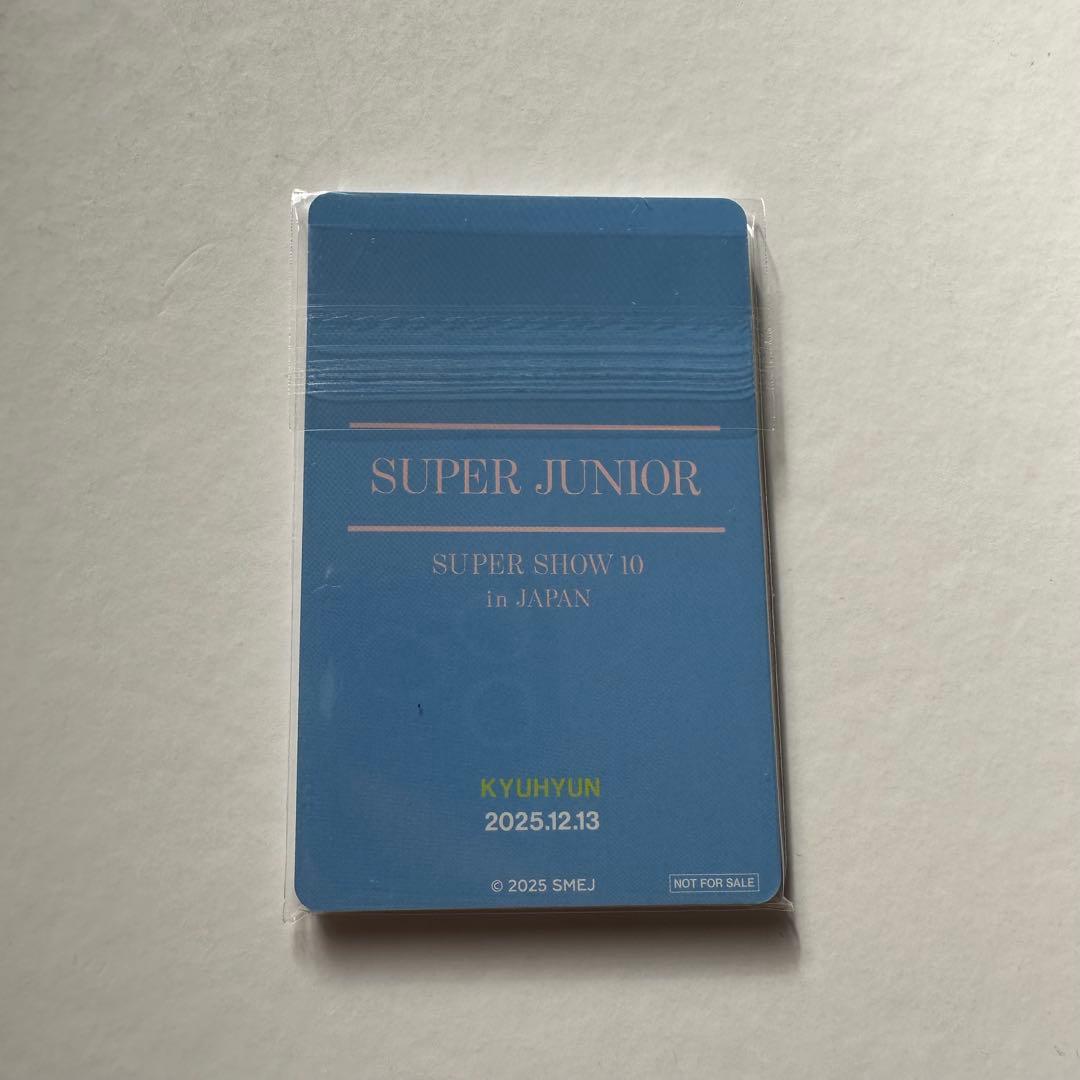 SUPER JUNIOR
SUPER SHOW 10
in JAPAN
KYUHYUN
2025.12.13
© 2025 SMEJ
NOT FOR SALE